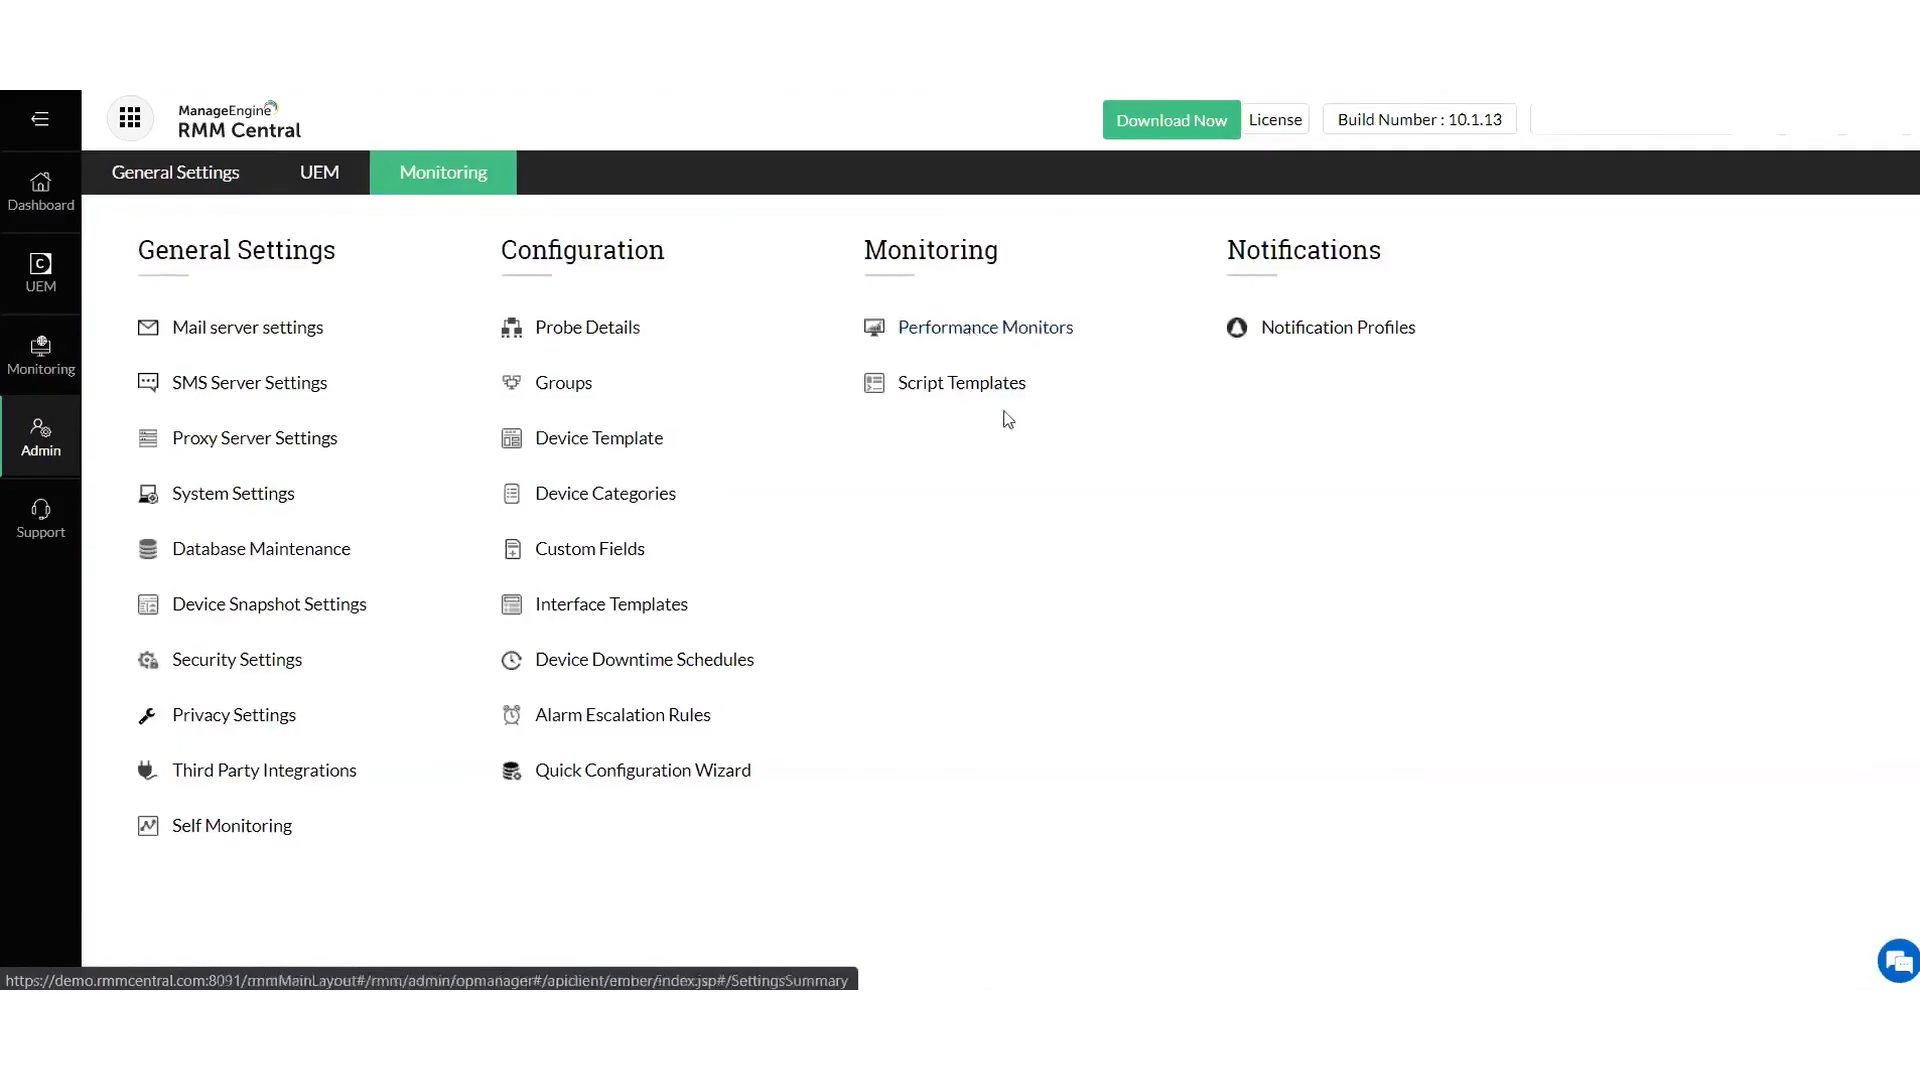 ManageEngine
RMM Central
Download Now
License
Build Number : 10.1.13
General Settings
UEM
Monitoring
Dashboard
UEM
Monitoring
Admin
Support
General Settings
Mail server settings
SMS Server Settings
Proxy Server Settings
System Settings
Database Maintenance
Device Snapshot Settings
Security Settings
Privacy Settings
Third Party Integrations
Self Monitoring
Configuration
Probe Details
Groups
Device Template
Device Categories
Custom Fields
Interface Templates
Device Downtime Schedules
Alarm Escalation Rules
Quick Configuration Wizard
Monitoring
Performance Monitors
Script Templates
Notifications
Notification Profiles
https://demo.rmmcentral.com:8091/rmmMainLayout#/rmm/admin/opmanager#/apiclient/ember/index.jsp#/SettingsSummary